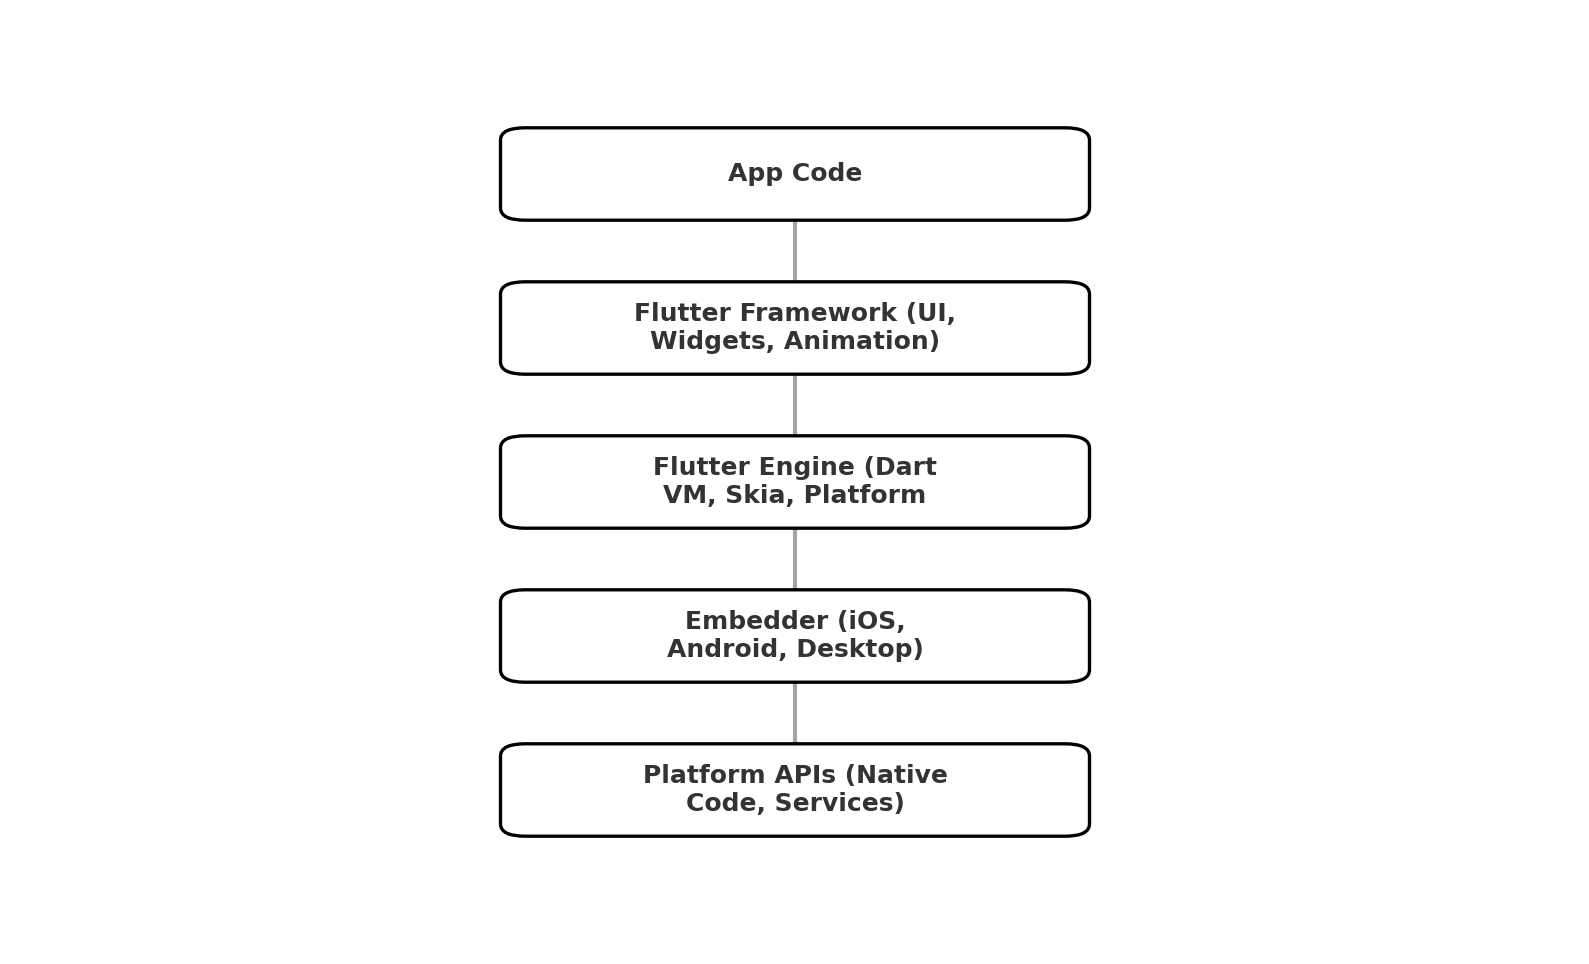 App Code
Flutter Framework (UI,
Widgets, Animation)
Flutter Engine (Dart
VM, Skia, Platform
Embedder (iOS,
Android, Desktop)
Platform APIs (Native
Code, Services)